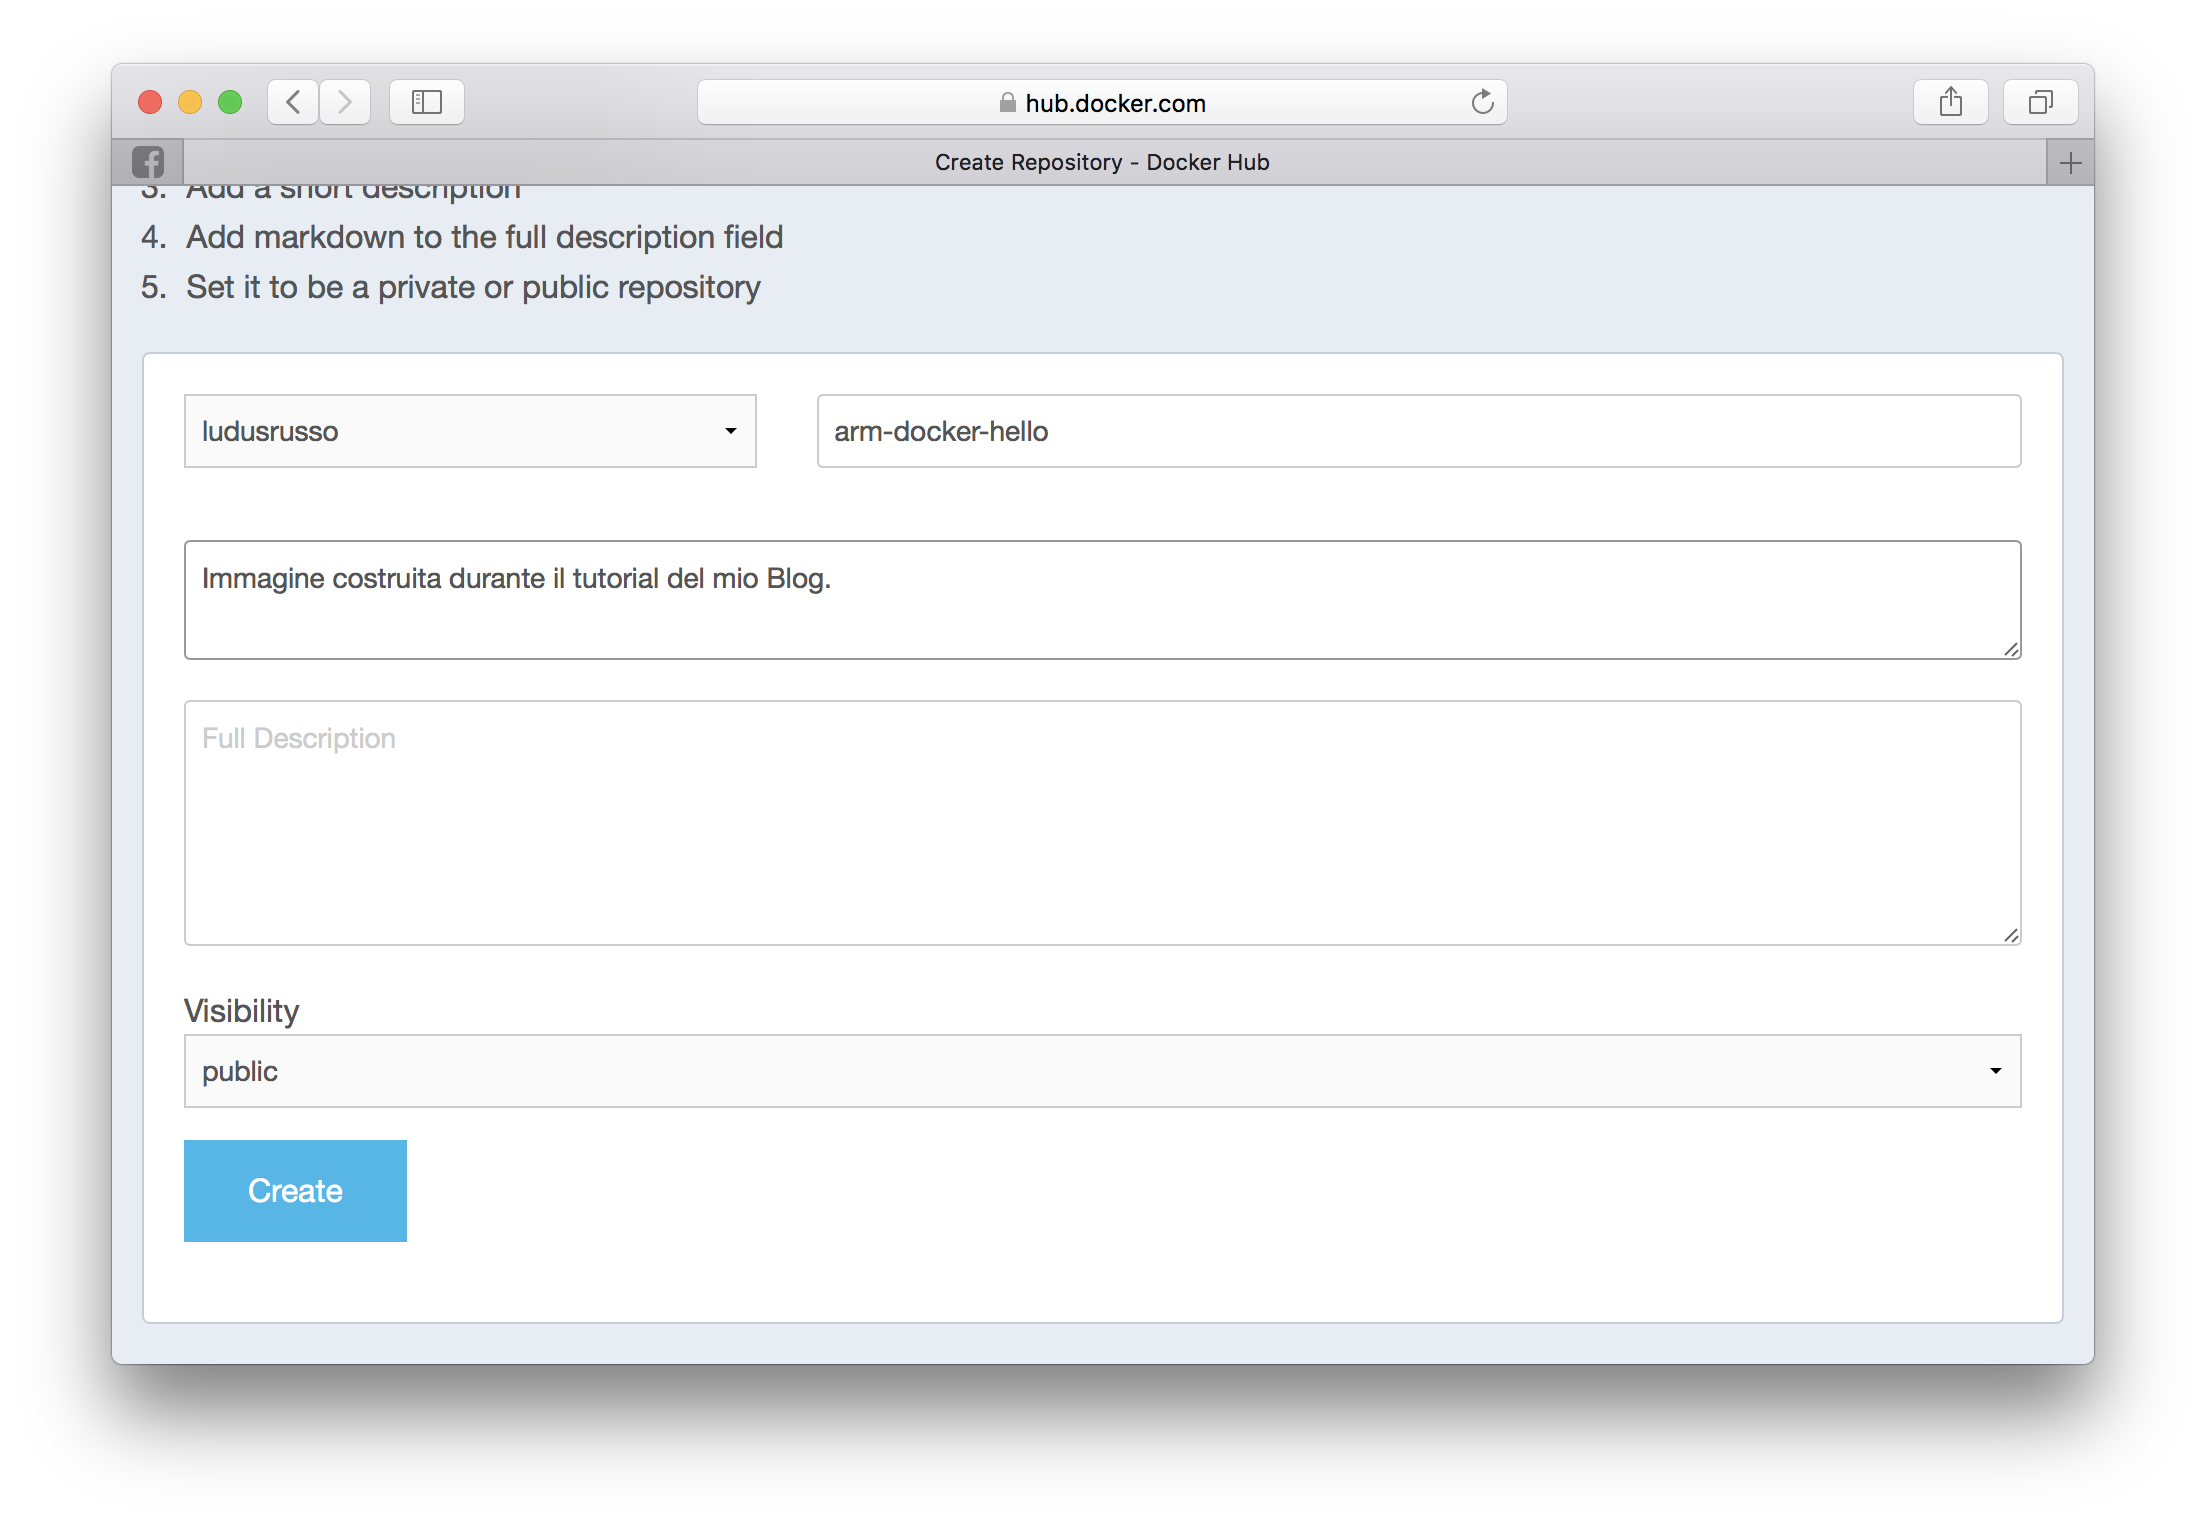 hub.docker.com
Create Repository - Docker Hub
3. Add a short description
4. Add markdown to the full description field
5. Set it to be a private or public repository
ludusrusso
arm-docker-hello
Immagine costruita durante il tutorial del mio Blog.
Full Description
Visibility
public
Create